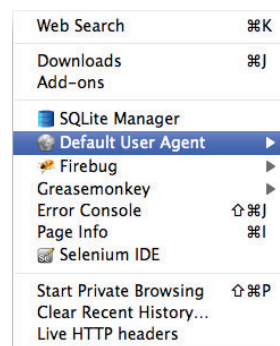 Web Search ⌘K
Downloads ⌘J
Add-ons
SQLite Manager
Default User Agent ▶
Firebug ▶
Greasemonkey ▶
Error Console ⇧⌘J
Page Info ⌘I
Selenium IDE
Start Private Browsing ⇧⌘P
Clear Recent History...
Live HTTP headers